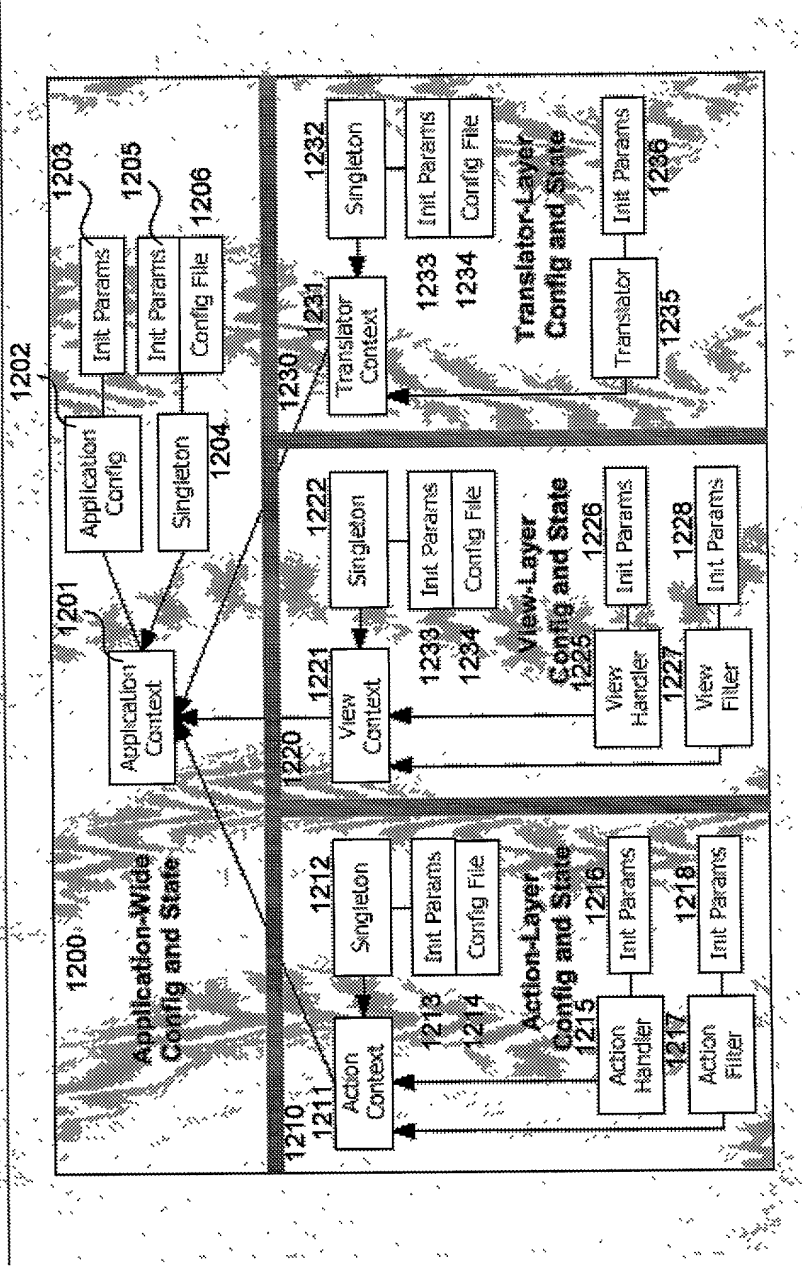 1200
Application-Wide
Config and State
1201
Application
Context
1202
Application
Config
1203
Init Params
Singleton
1204
1205
Init Params
Config File
1206
1210
1211
Action
Context
1212
Singleton
1213
Init Params
1214
Config File
Action-Layer
Config and State
1215
Action
Handler
1216
Init Params
1217
Action
Filter
1218
Init Params
1220
1221
View
Context
1222
Singleton
1233
Init Params
1234
Config File
View-Layer
Config and State
1225
View
Handler
1226
Init Params
1227
View
Filter
1228
Init Params
1230
1231
Translator
Context
1232
Singleton
1233
Init Params
1234
Config File
Translator-Layer
Config and State
Translator
1235
Init Params
1236